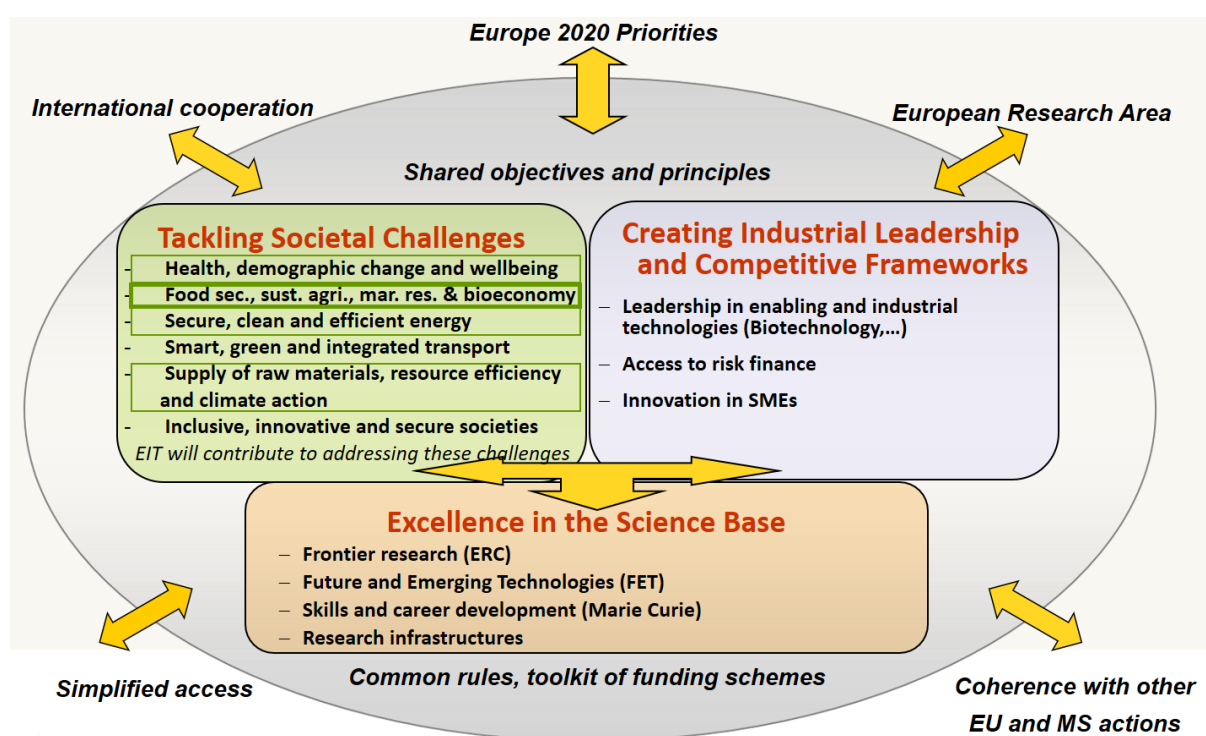 Europe 2020 Priorities
International cooperation
European Research Area
Shared objectives and principles
Tackling Societal Challenges
- Health, demographic change and wellbeing
- Food sec., sust. agri., mar. res. & bioeconomy
- Secure, clean and efficient energy
- Smart, green and integrated transport
- Supply of raw materials, resource efficiency
and climate action
- Inclusive, innovative and secure societies
EIT will contribute to addressing these challenges
Creating Industrial Leadership
and Competitive Frameworks
– Leadership in enabling and industrial
technologies (Biotechnology,...)
– Access to risk finance
– Innovation in SMEs
Excellence in the Science Base
– Frontier research (ERC)
– Future and Emerging Technologies (FET)
– Skills and career development (Marie Curie)
– Research infrastructures
Common rules, toolkit of funding schemes
Simplified access
Coherence with other
EU and MS actions